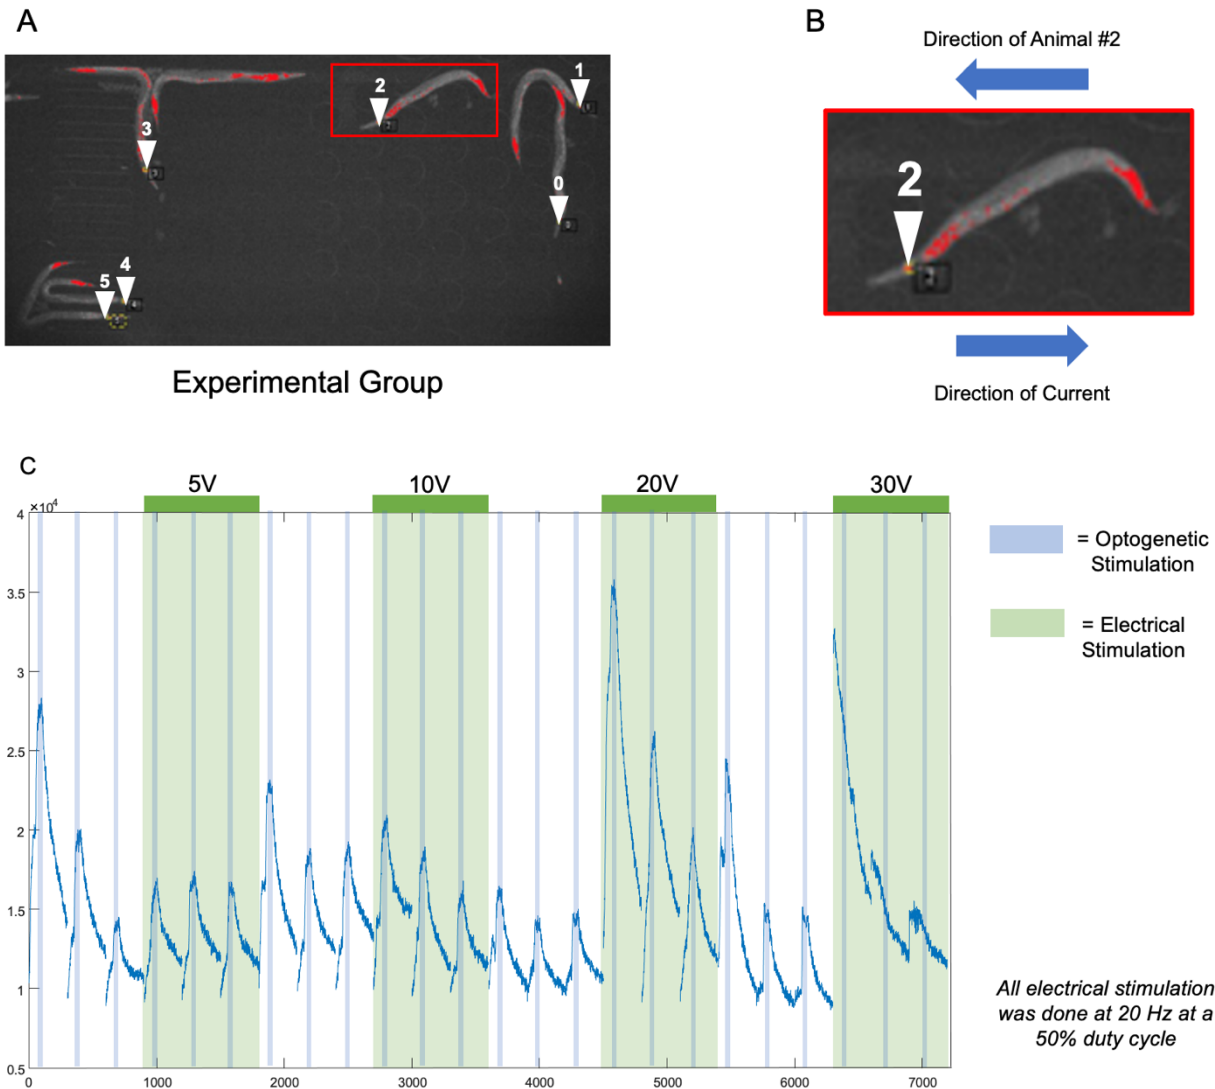 A
B
Direction of Animal #2
1
2
3
0
4
5
2
Experimental Group
Direction of Current
C
5V
10V
20V
30V
×10⁴
4
3.5
3
2.5
2
1.5
1
0.5
0
1000
2000
3000
4000
5000
6000
7000
= Optogenetic
Stimulation
= Electrical
Stimulation
All electrical stimulation
was done at 20 Hz at a
50% duty cycle